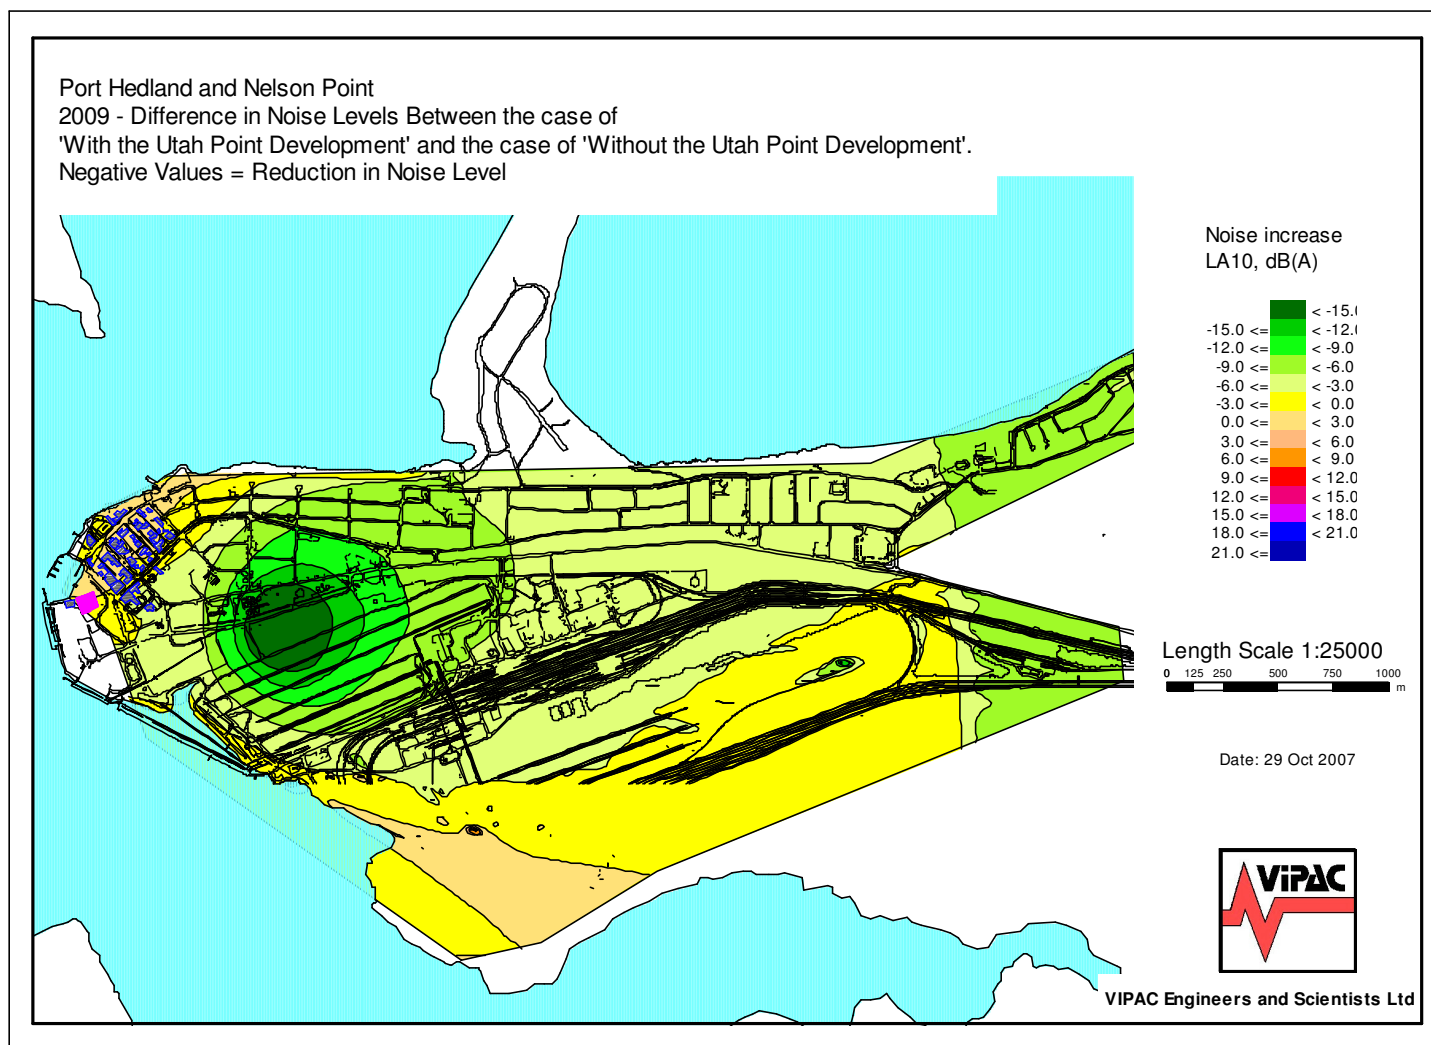 Port Hedland and Nelson Point
2009 - Difference in Noise Levels Between the case of
'With the Utah Point Development' and the case of 'Without the Utah Point Development'.
Negative Values = Reduction in Noise Level
Noise increase
LA10, dB(A)
< -15.0
-15.0 <= < -12.0
-12.0 <= < -9.0
-9.0 <= < -6.0
-6.0 <= < -3.0
-3.0 <= < 0.0
0.0 <= < 3.0
3.0 <= < 6.0
6.0 <= < 9.0
9.0 <= < 12.0
12.0 <= < 15.0
15.0 <= < 18.0
18.0 <= < 21.0
21.0 <=
Length Scale 1:25000
0 125 250 500 750 1000
m
Date: 29 Oct 2007
ViPAC
VIPAC Engineers and Scientists Ltd